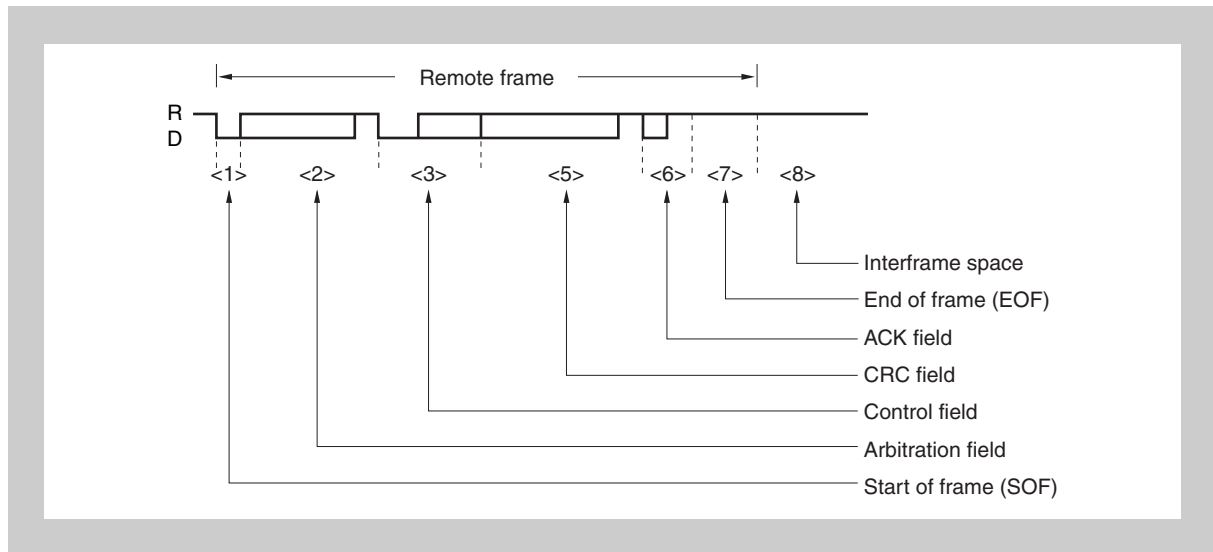 Remote frame
R
D
<1> <2> <3> <5> <6> <7> <8>
Interframe space
End of frame (EOF)
ACK field
CRC field
Control field
Arbitration field
Start of frame (SOF)